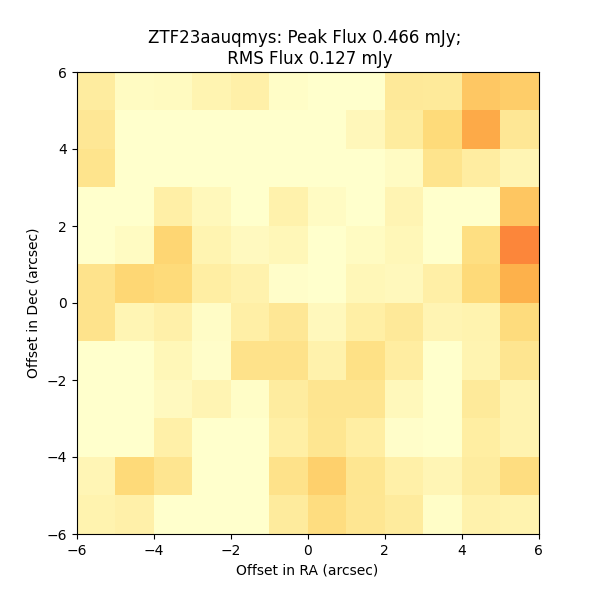 ZTF23aauqmys: Peak Flux 0.466 mJy;
RMS Flux 0.127 mJy
6
4
2
0
−2
−4
−6
Offset in Dec (arcsec)
−6 −4 −2 0 2 4 6
Offset in RA (arcsec)